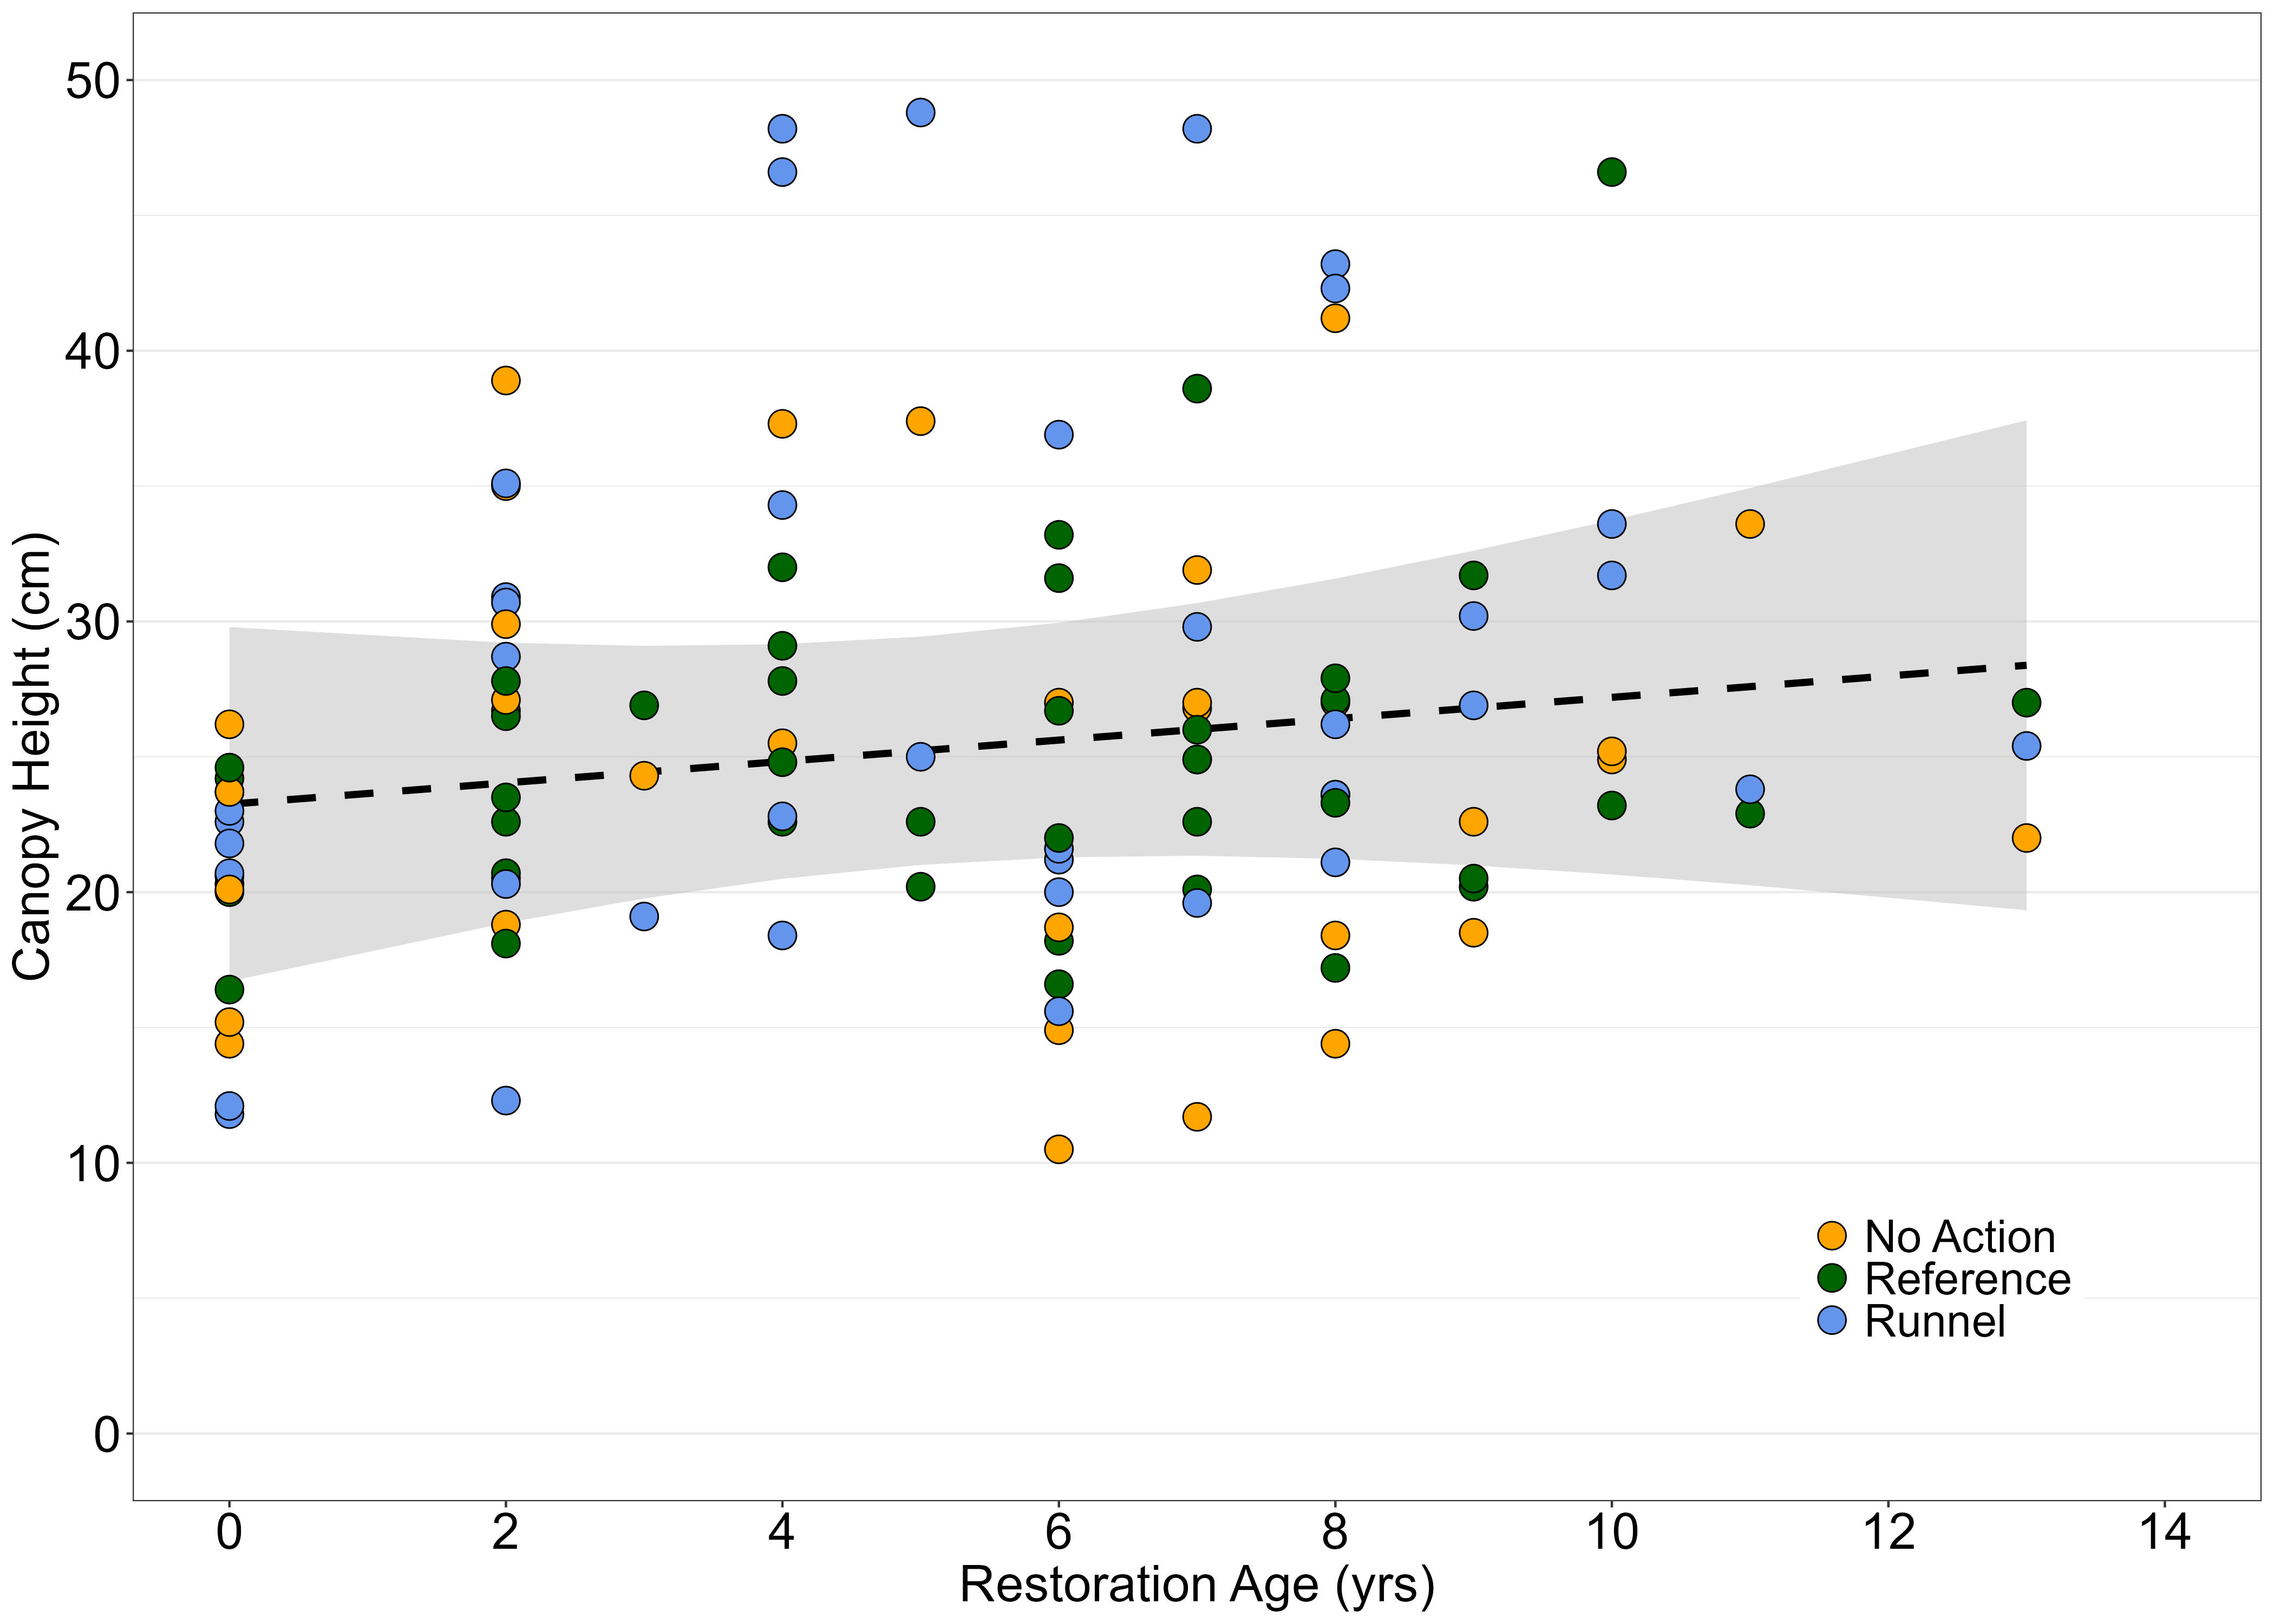 50
40
30
20
10
0
Canopy Height (cm)
No Action
Reference
Runnel
0 2 4 6 8 10 12 14
Restoration Age (yrs)